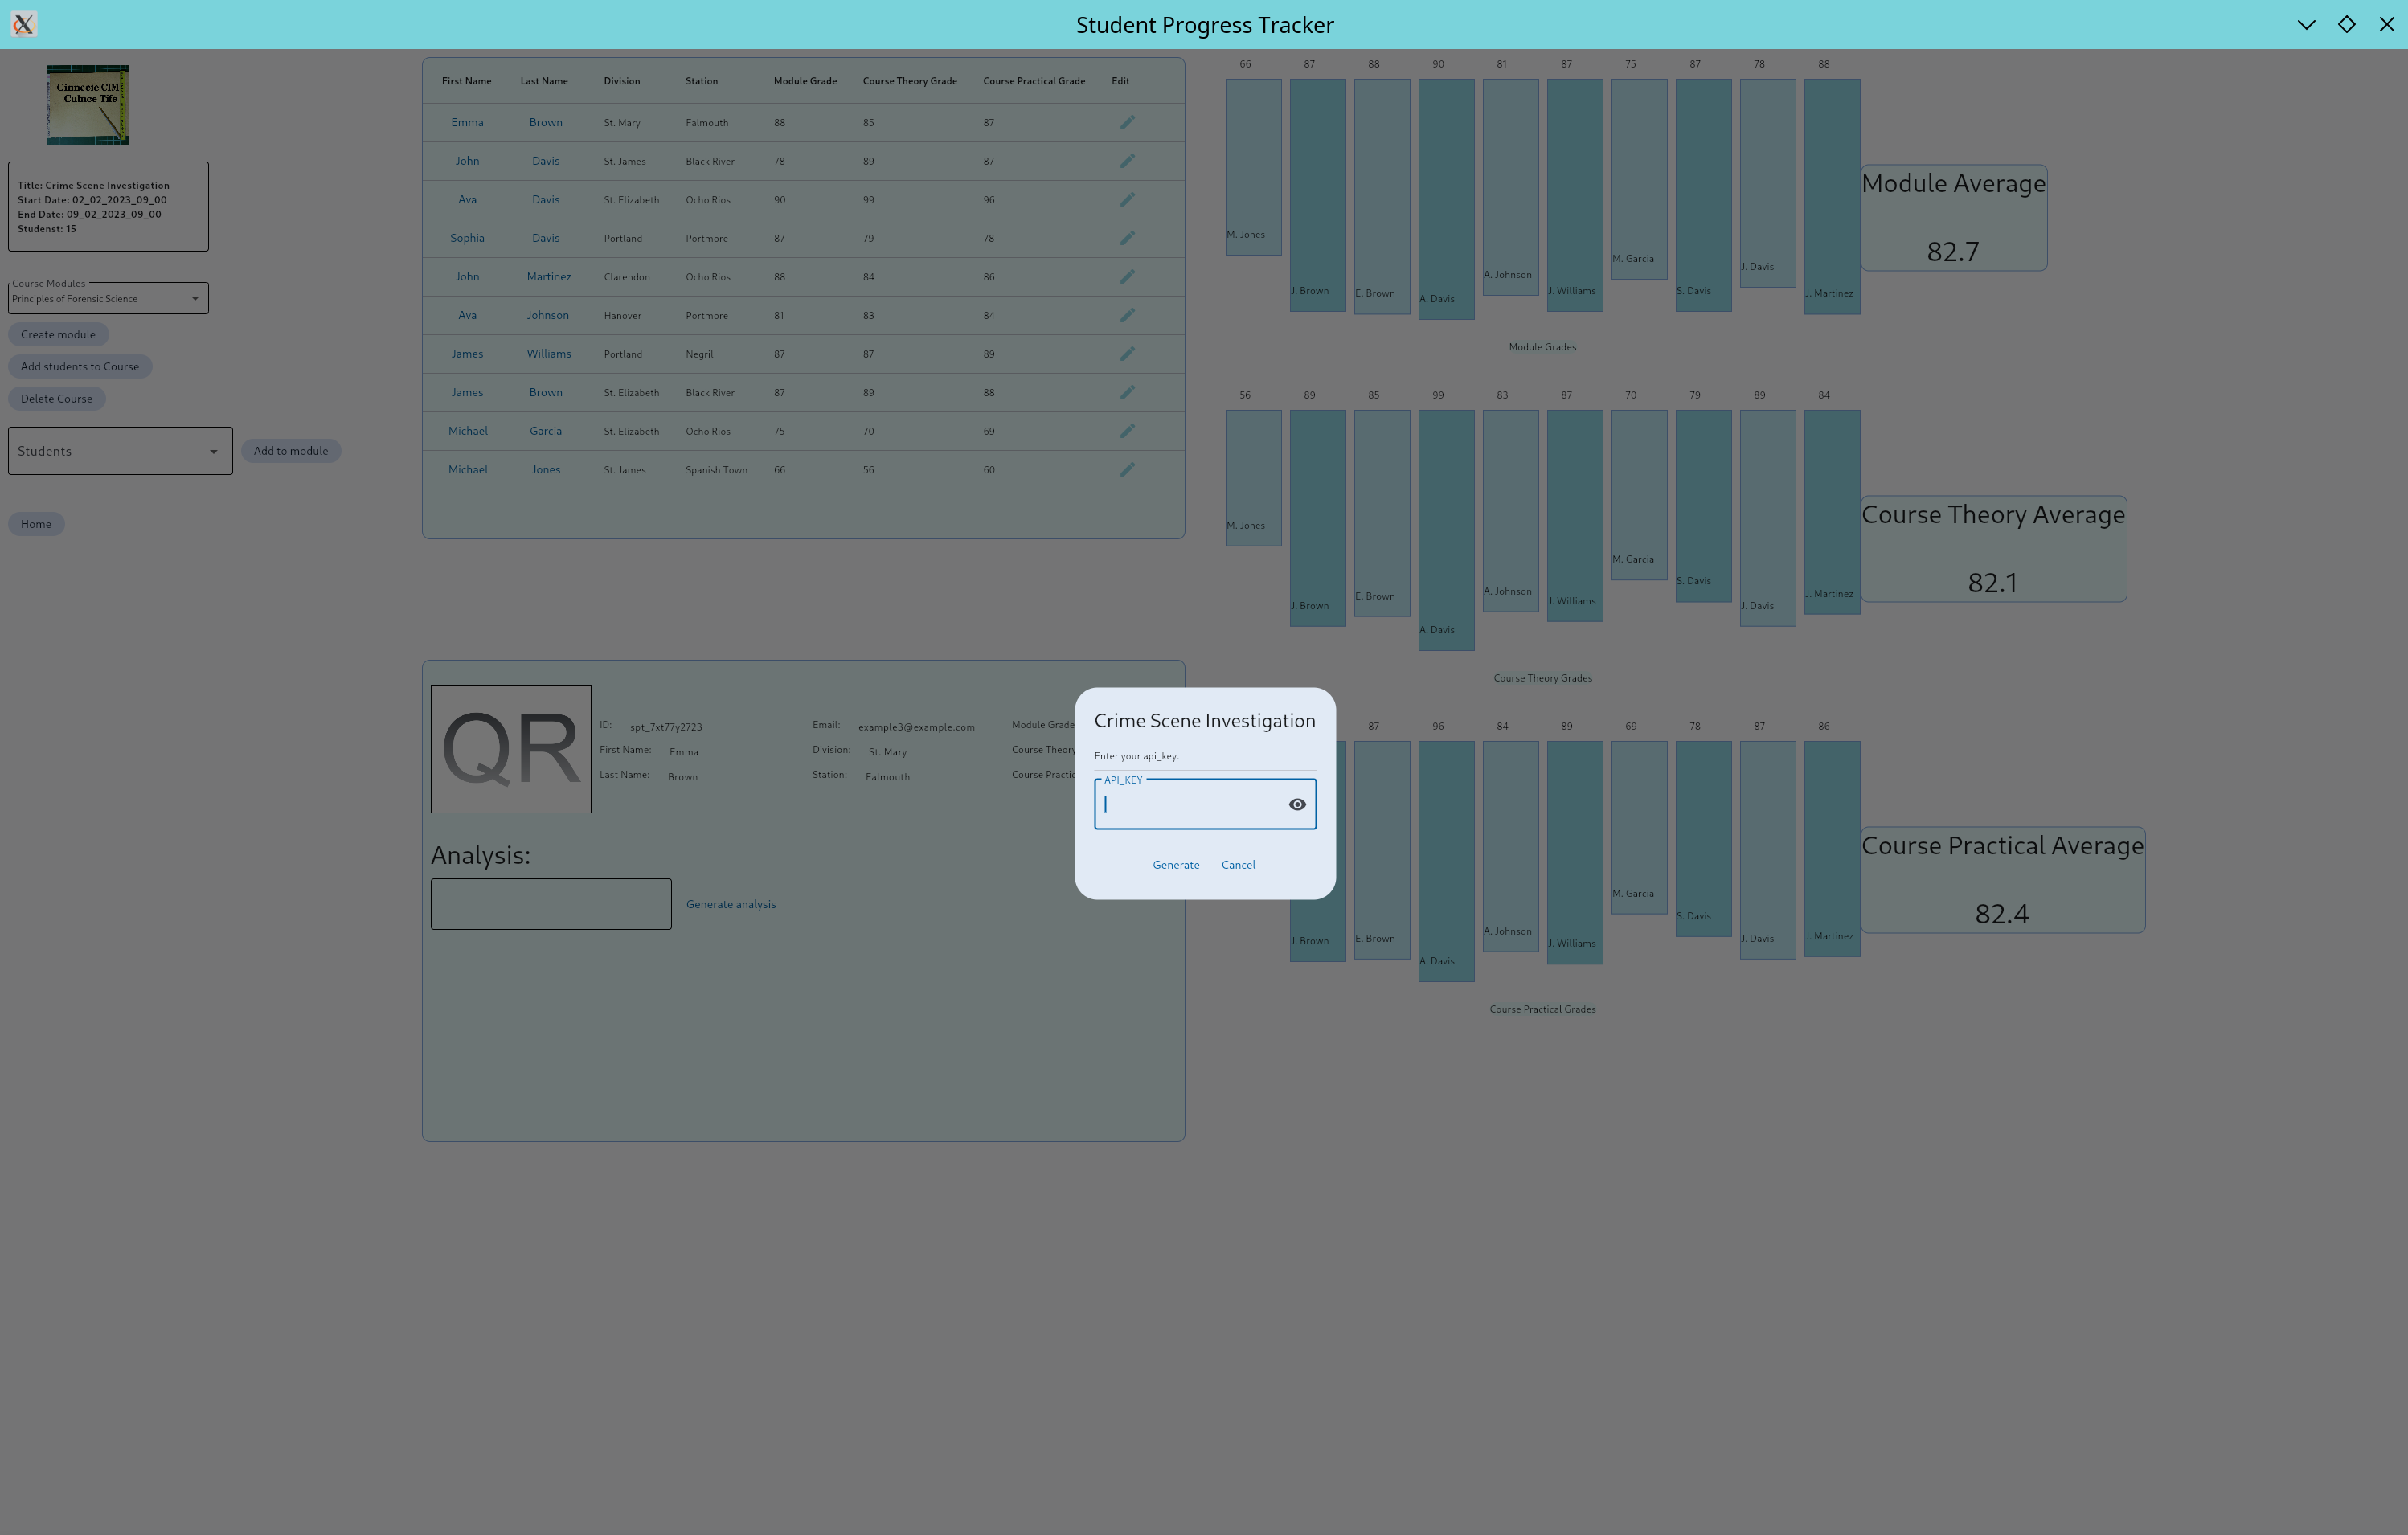 Student Progress Tracker
Cinnecie CTM
Culnce Tife
Title: Crime Scene Investigation
Start Date: 02_02_2023_09_00
End Date: 09_02_2023_09_00
Studenst: 15
Course Modules
Principles of Forensic Science
Create module
Add students to Course
Delete Course
Students
Add to module
Home
First Name Last Name Division Station Module Grade Course Theory Grade Course Practical Grade Edit
Emma Brown St. Mary Falmouth 88 85 87
John Davis St. James Black River 78 89 87
Ava Davis St. Elizabeth Ocho Rios 90 99 96
Sophia Davis Portland Portmore 87 79 78
John Martinez Clarendon Ocho Rios 88 84 86
Ava Johnson Hanover Portmore 81 83 84
James Williams Portland Negril 87 87 89
James Brown St. Elizabeth Black River 87 89 88
Michael Garcia St. Elizabeth Ocho Rios 75 70 69
Michael Jones St. James Spanish Town 66 56 60
QR
ID: spt_7xt77y2723 Email: example3@example.com Module Grade
First Name: Emma Division: St. Mary Course Theory
Last Name: Brown Station: Falmouth Course Practic
Analysis:
Generate analysis
Crime Scene Investigation
Enter your api_key.
API_KEY
Generate Cancel
66 87 88 90 81 87 75 87 78 88
M. Jones J. Brown E. Brown A. Davis A. Johnson J. Williams M. Garcia S. Davis J. Davis J. Martinez
Module Grades
Module Average
82.7
56 89 85 99 83 87 70 79 89 84
M. Jones J. Brown E. Brown A. Davis A. Johnson J. Williams M. Garcia S. Davis J. Davis J. Martinez
Course Theory Grades
Course Theory Average
82.1
87 96 84 89 69 78 87 86
J. Brown E. Brown A. Davis A. Johnson J. Williams M. Garcia S. Davis J. Davis J. Martinez
Course Practical Grades
Course Practical Average
82.4